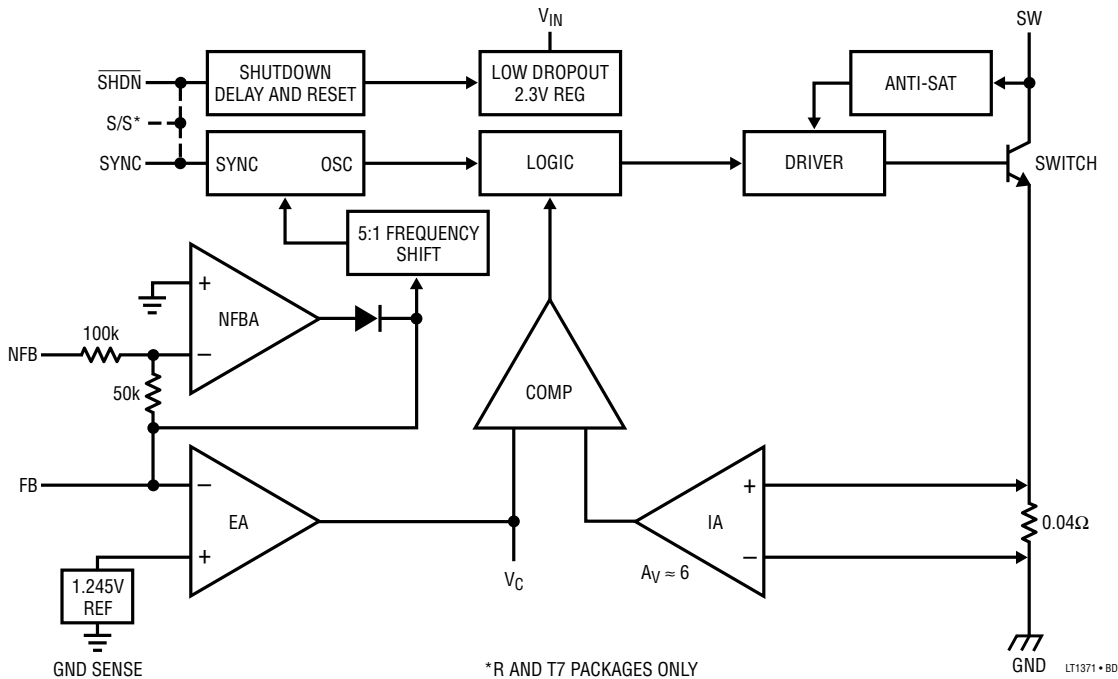 V_IN
SW
SHDN
SHUTDOWN
DELAY AND RESET
LOW DROPOUT
2.3V REG
ANTI-SAT
S/S*
SYNC
SYNC
OSC
LOGIC
DRIVER
SWITCH
5:1 FREQUENCY
SHIFT
+
NFBA
−
NFB
100k
50k
COMP
FB
−
EA
+
+
IA
−
0.04Ω
A_V ≈ 6
V_C
1.245V
REF
GND SENSE
*R AND T7 PACKAGES ONLY
GND
LT1371 • BD